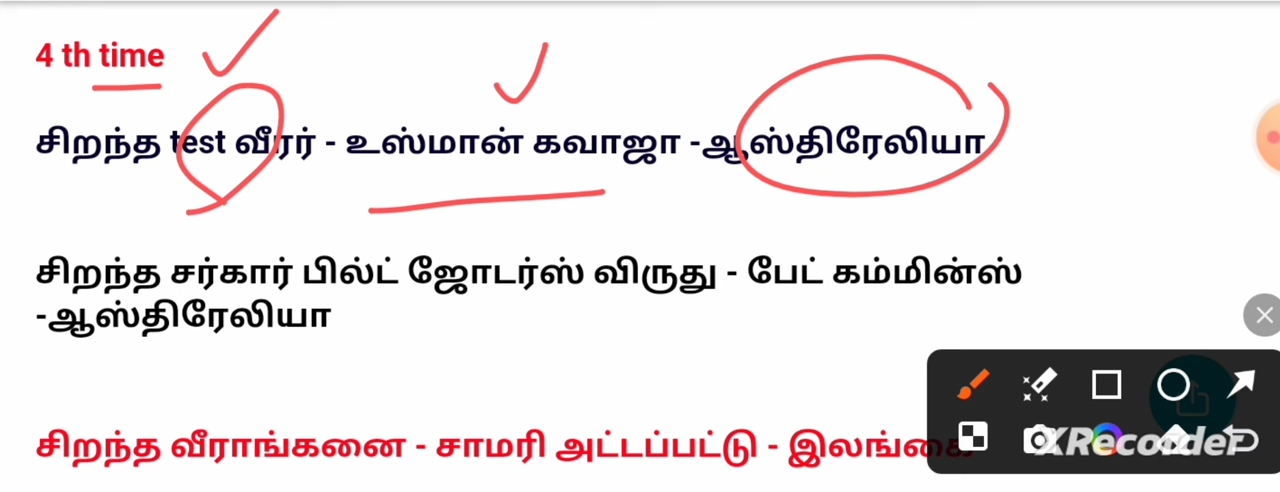 4 th time
சிறந்த test வீரர் - உஸ்மான் கவாஜா -ஆஸ்திரேலியா
சிறந்த சர்கார் பில்ட் ஜோடர்ஸ் விருது - பேட் கம்மின்ஸ்
-ஆஸ்திரேலியா
சிறந்த வீராங்கனை - சாமரி அட்டப்பட்டு - இலங்கை
XRecorder